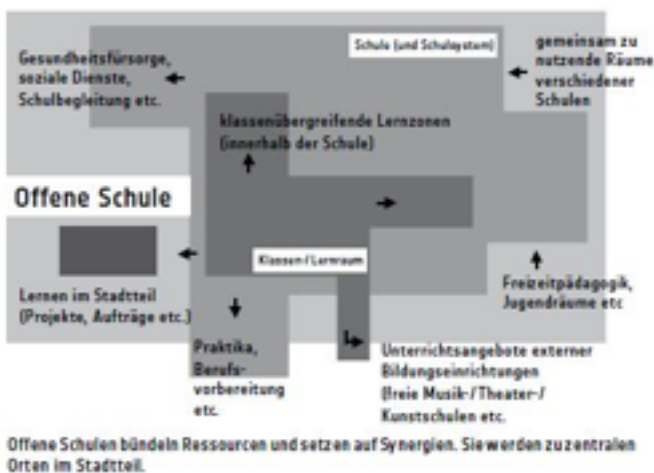 Schule (und Schulsystem)
gemeinsam zu
nutzende Räume
verschiedener
Schulen
Gesundheitsfürsorge,
soziale Dienste,
Schulbegleitung etc.
klassenübergreifende Lernzonen
(innerhalb der Schule)
Offene Schule
Klassen-/Lernraum
Lernen im Stadtteil
(Projekte, Aufträge etc.)
Freizeitpädagogik,
Jugendräume etc
Praktika,
Berufs-
vorbereitung
etc.
Unterrichtsangebote externer
Bildungseinrichtungen
(freie Musik-/Theater-/
Kunstschulen etc.
Offene Schulen bündeln Ressourcen und setzen auf Synergien. Sie werden zu zentralen
Orten im Stadtteil.